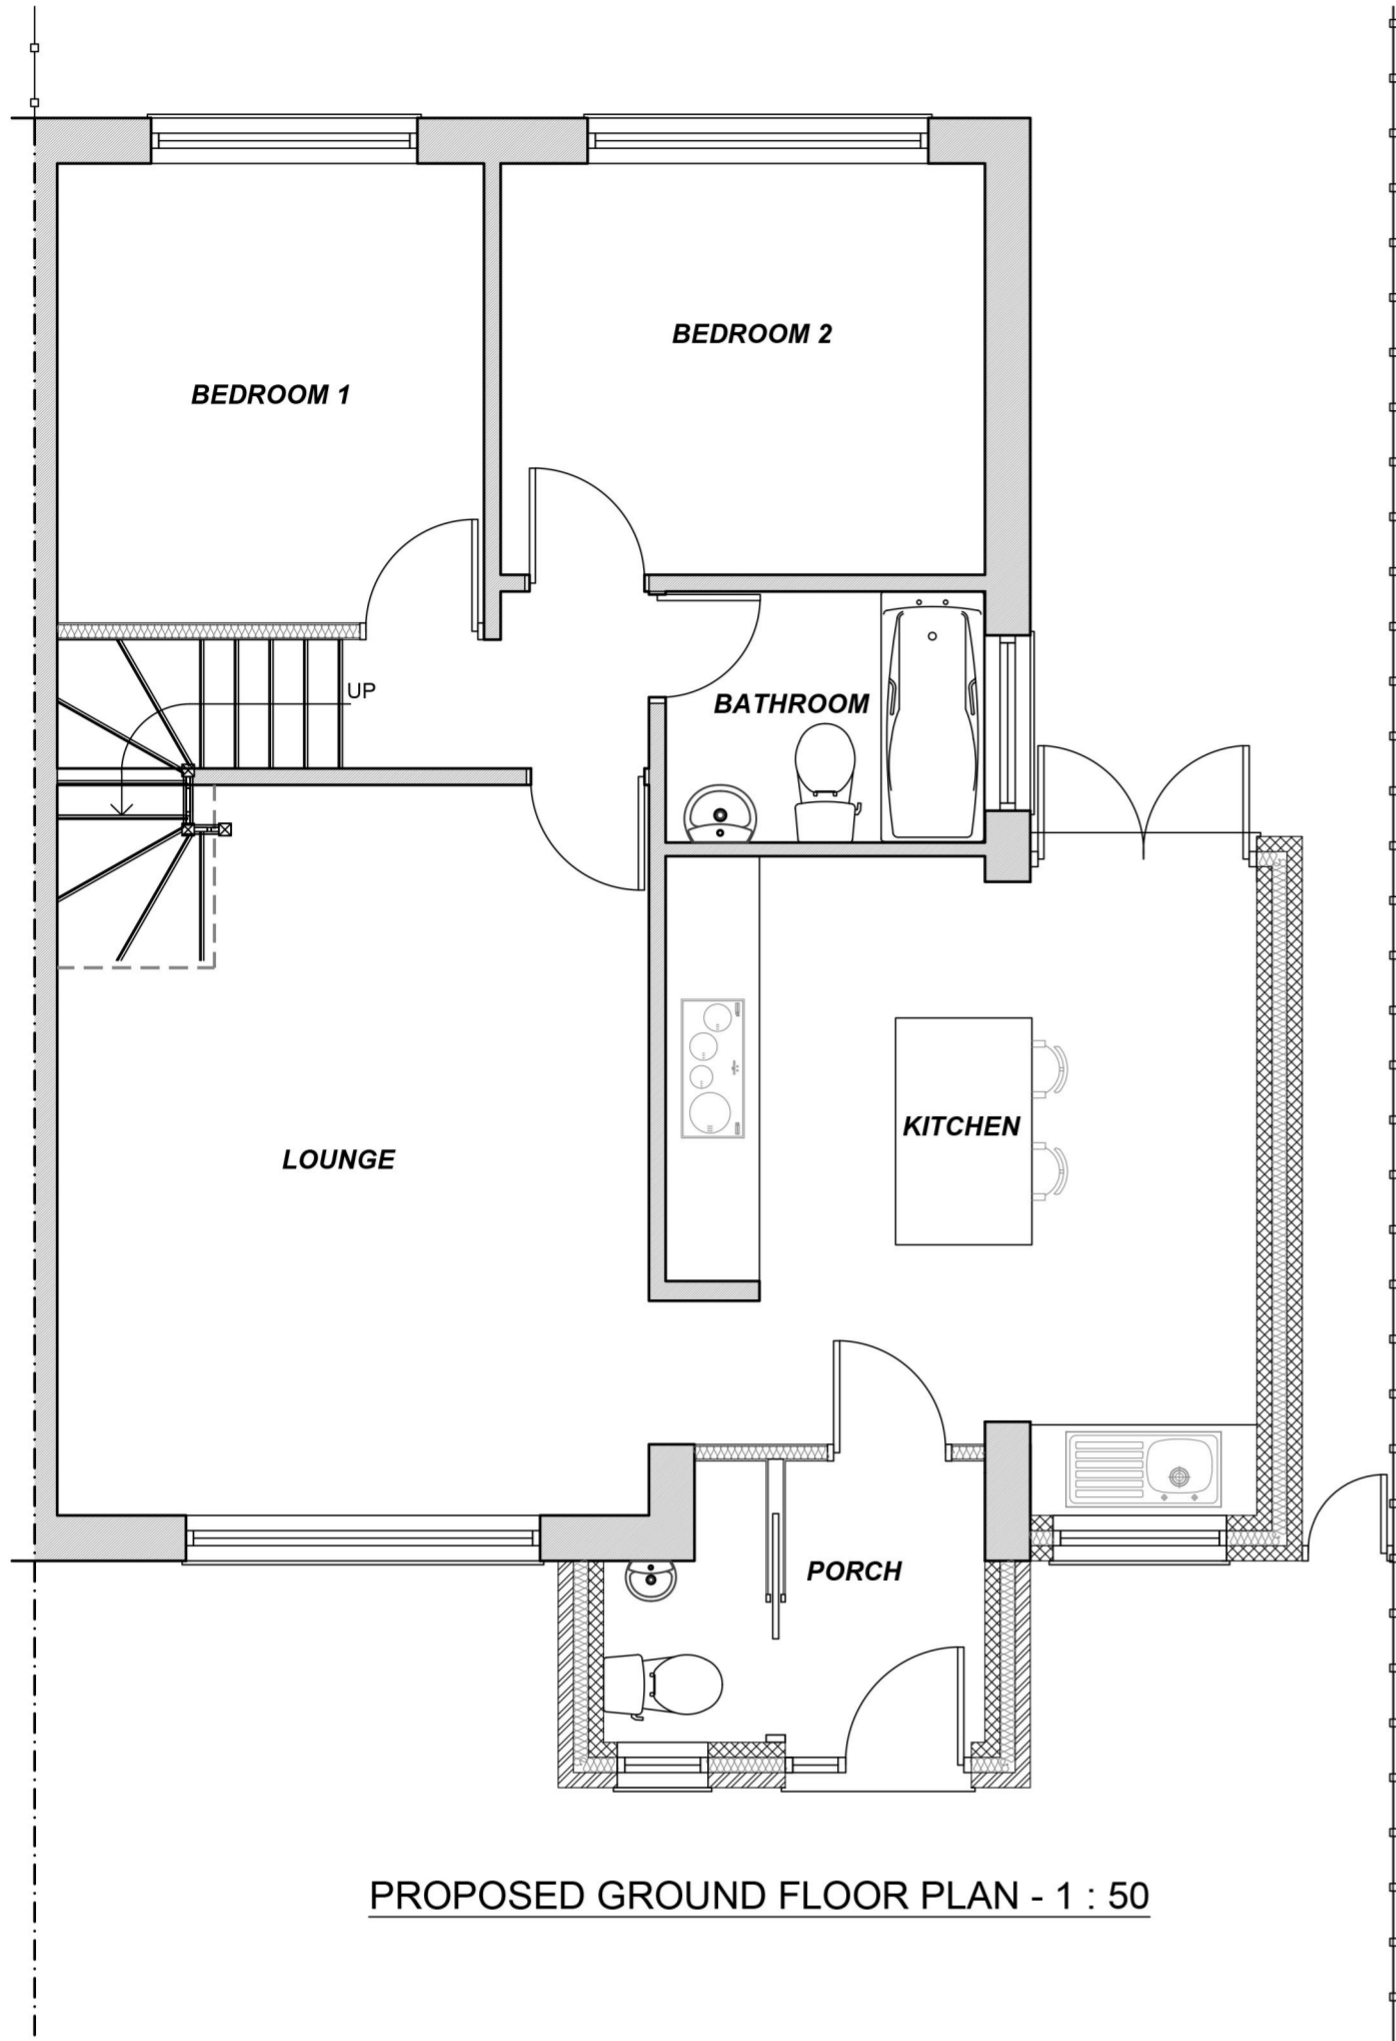 BEDROOM 2
BEDROOM 1
UP
BATHROOM
KITCHEN
LOUNGE
PORCH
PROPOSED GROUND FLOOR PLAN - 1 : 50